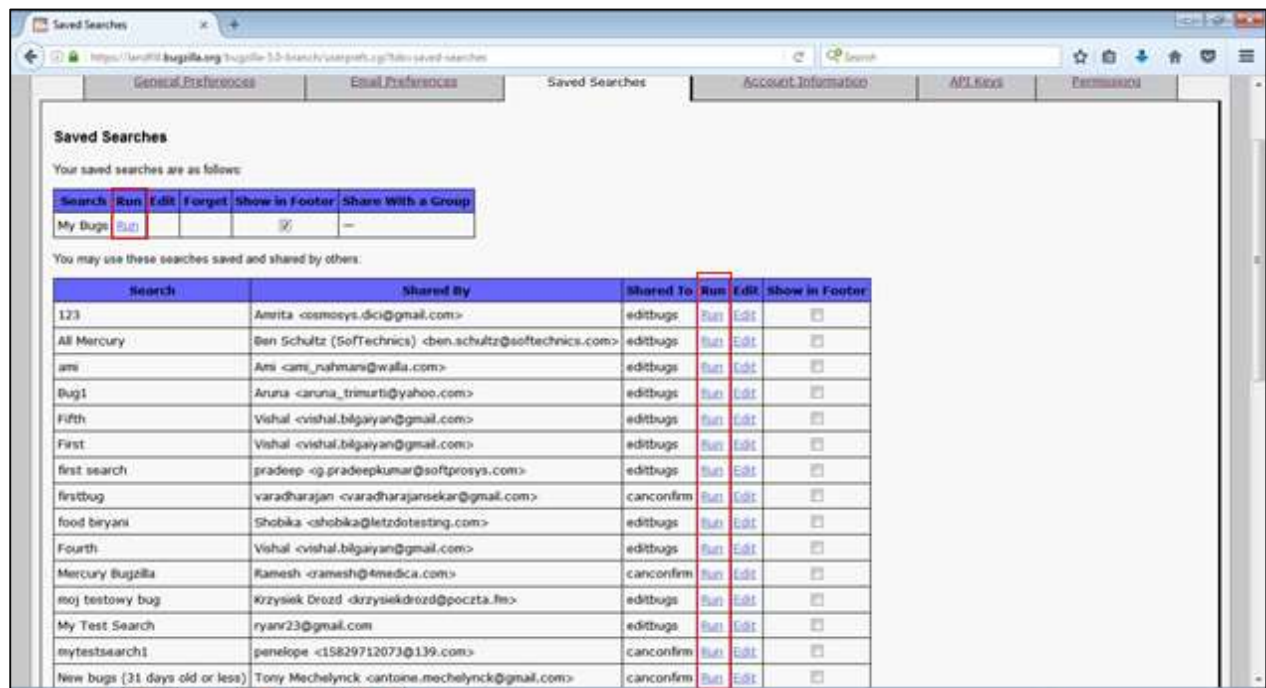 Saved Searches
https://landfill.bugzilla.org/bugzilla-5.0-branch/userprefs.cgi?tab=saved-searches
Search
General Preferences Email Preferences Saved Searches Account Information API Keys Permissions
Saved Searches
Your saved searches are as follows:
Search Run Edit Forget Show in Footer Share With a Group
My Bugs Run —
You may use these searches saved and shared by others:
Search Shared By Shared To Run Edit Show in Footer
123 Amrita <osmosys.dici@gmail.com> editbugs Run Edit
All Mercury Ben Schultz (SofTechnics) <ben.schultz@softechnics.com> editbugs Run Edit
ami Ami <ami_nahmani@walla.com> editbugs Run Edit
Bug1 Aruna <aruna_trimurti@yahoo.com> editbugs Run Edit
Fifth Vishal <vishal.bilgaiyan@gmail.com> editbugs Run Edit
First Vishal <vishal.bilgaiyan@gmail.com> editbugs Run Edit
first search pradeep <g.pradeepkumar@softprosys.com> editbugs Run Edit
firstbug varadharajan <varadharajansekar@gmail.com> canconfirm Run Edit
food biryani Shobika <shobika@letzdotesting.com> editbugs Run Edit
Fourth Vishal <vishal.bilgaiyan@gmail.com> editbugs Run Edit
Mercury Bugzilla Ramesh <ramesh@4medica.com> canconfirm Run Edit
moj testowy bug Krzysiek Drozd <krzysiekdrozd@poczta.fm> editbugs Run Edit
My Test Search ryanr23@gmail.com editbugs Run Edit
mytestsearch1 penelope <15829712073@139.com> canconfirm Run Edit
New bugs (31 days old or less) Tony Mechelynck <antoine.mechelynck@gmail.com> canconfirm Run Edit